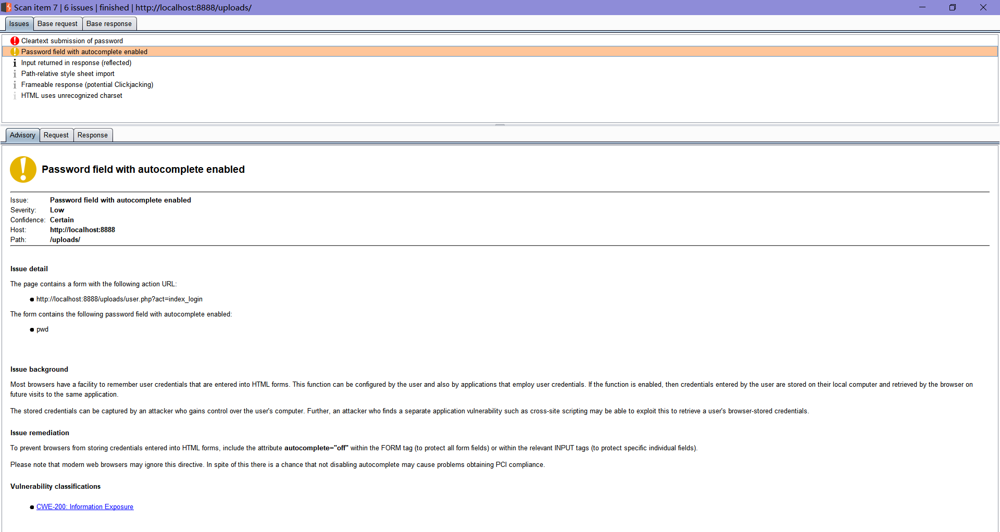 Scan item 7 | 6 issues | finished | http://localhost:8888/uploads/
Issues Base request Base response
Cleartext submission of password
Password field with autocomplete enabled
Input returned in response (reflected)
Path-relative style sheet import
Frameable response (potential Clickjacking)
HTML uses unrecognized charset
Advisory Request Response
Password field with autocomplete enabled
Issue: Password field with autocomplete enabled
Severity: Low
Confidence: Certain
Host: http://localhost:8888
Path: /uploads/
Issue detail
The page contains a form with the following action URL:
http://localhost:8888/uploads/user.php?act=index_login
The form contains the following password field with autocomplete enabled:
pwd
Issue background
Most browsers have a facility to remember user credentials that are entered into HTML forms. This function can be configured by the user and also by applications that employ user credentials. If the function is enabled, then credentials entered by the user are stored on their local computer and retrieved by the browser on
future visits to the same application.
The stored credentials can be captured by an attacker who gains control over the user's computer. Further, an attacker who finds a separate application vulnerability such as cross-site scripting may be able to exploit this to retrieve a user's browser-stored credentials.
Issue remediation
To prevent browsers from storing credentials entered into HTML forms, include the attribute autocomplete="off" within the FORM tag (to protect all form fields) or within the relevant INPUT tags (to protect specific individual fields).
Please note that modern web browsers may ignore this directive. In spite of this there is a chance that not disabling autocomplete may cause problems obtaining PCI compliance.
Vulnerability classifications
CWE-200: Information Exposure